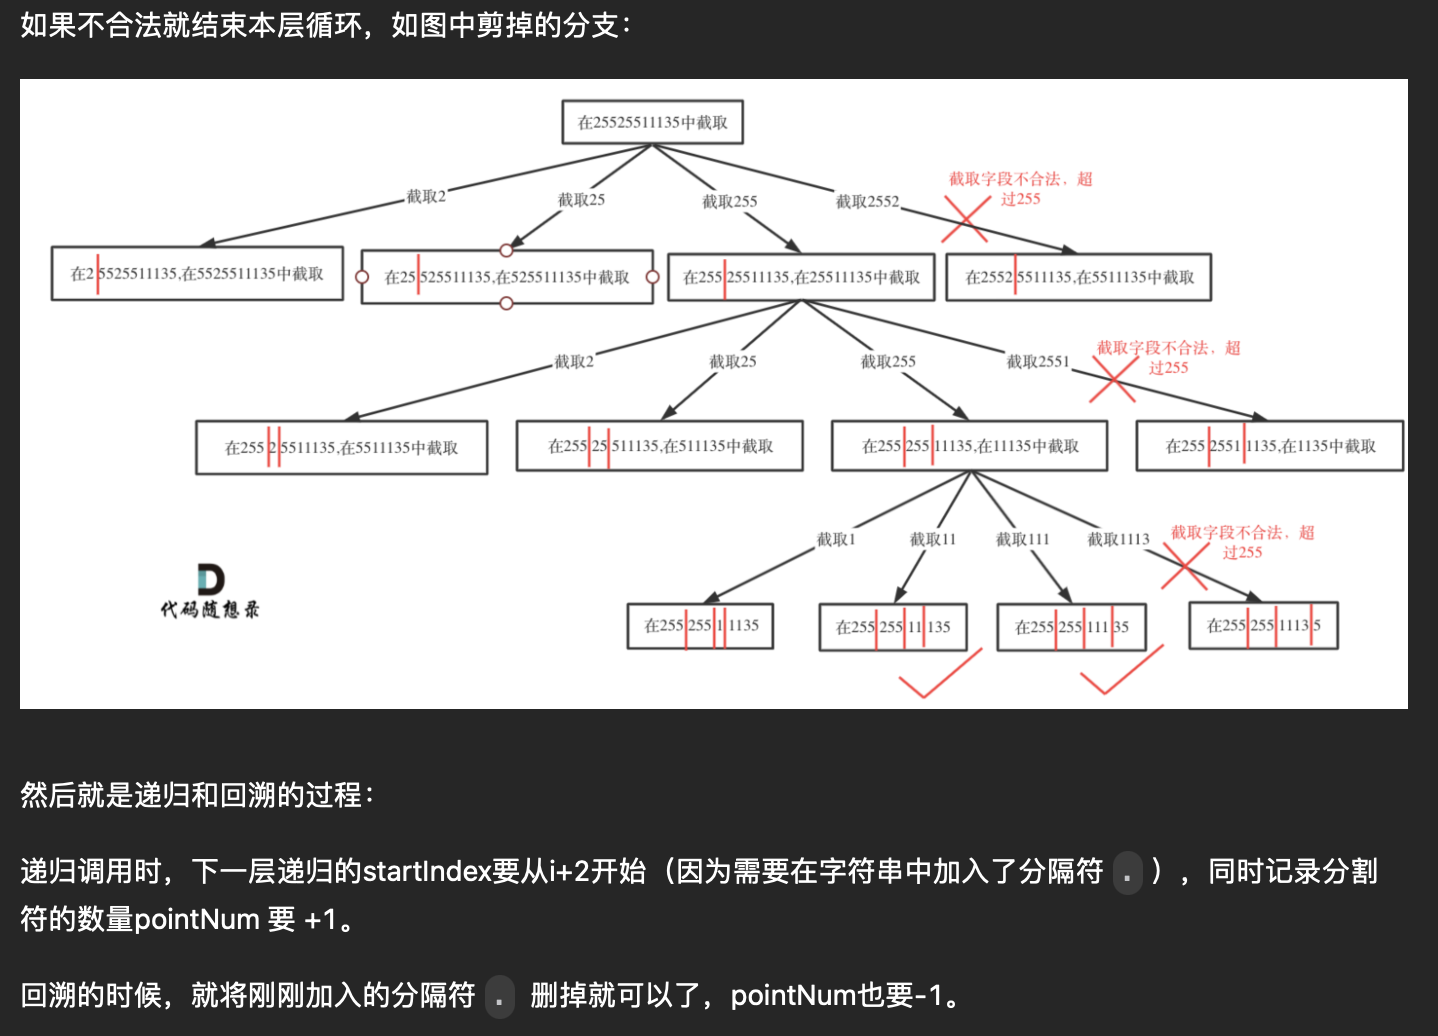 如果不合法就结束本层循环，如图中剪掉的分支：
在25525511135中截取
截取字段不合法，超
过255
截取2
截取25
截取255
截取2552
在2 5525511135,在5525511135中截取
在25 525511135,在525511135中截取
在255 25511135,在25511135中截取
在2552 5511135,在5511135中截取
截取字段不合法，超
过255
截取2
截取25
截取255
截取2551
在255 2 5511135,在5511135中截取
在255 25 511135,在511135中截取
在255 255 11135,在11135中截取
在255 2551 1135,在1135中截取
截取字段不合法，超
过255
截取1
截取11
截取111
截取1113
在255 255 1 1135
在255 255 11 135
在255 255 111 35
在255 255 1113 5
代码随想录
然后就是递归和回溯的过程：
递归调用时，下一层递归的startIndex要从i+2开始（因为需要在字符串中加入了分隔符 . ），同时记录分割
符的数量pointNum 要 +1。
回溯的时候，就将刚刚加入的分隔符 . 删掉就可以了，pointNum也要-1。